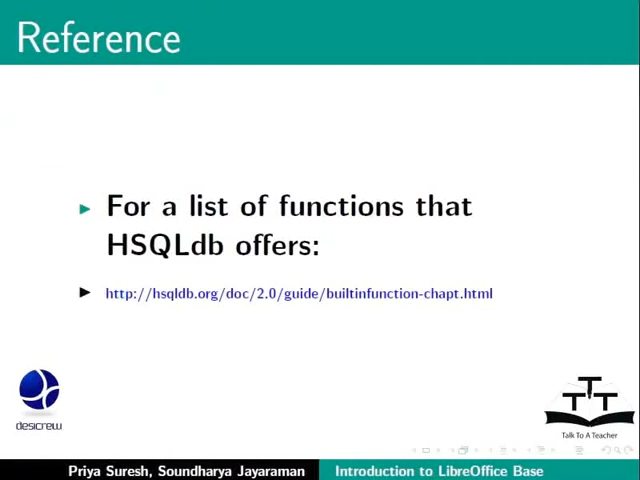 Reference
For a list of functions that
HSQLdb offers:
http://hsqldb.org/doc/2.0/guide/builtinfunction-chapt.html
desicrew
T T T
Talk To A Teacher
Priya Suresh, Soundharya Jayaraman
Introduction to LibreOffice Base